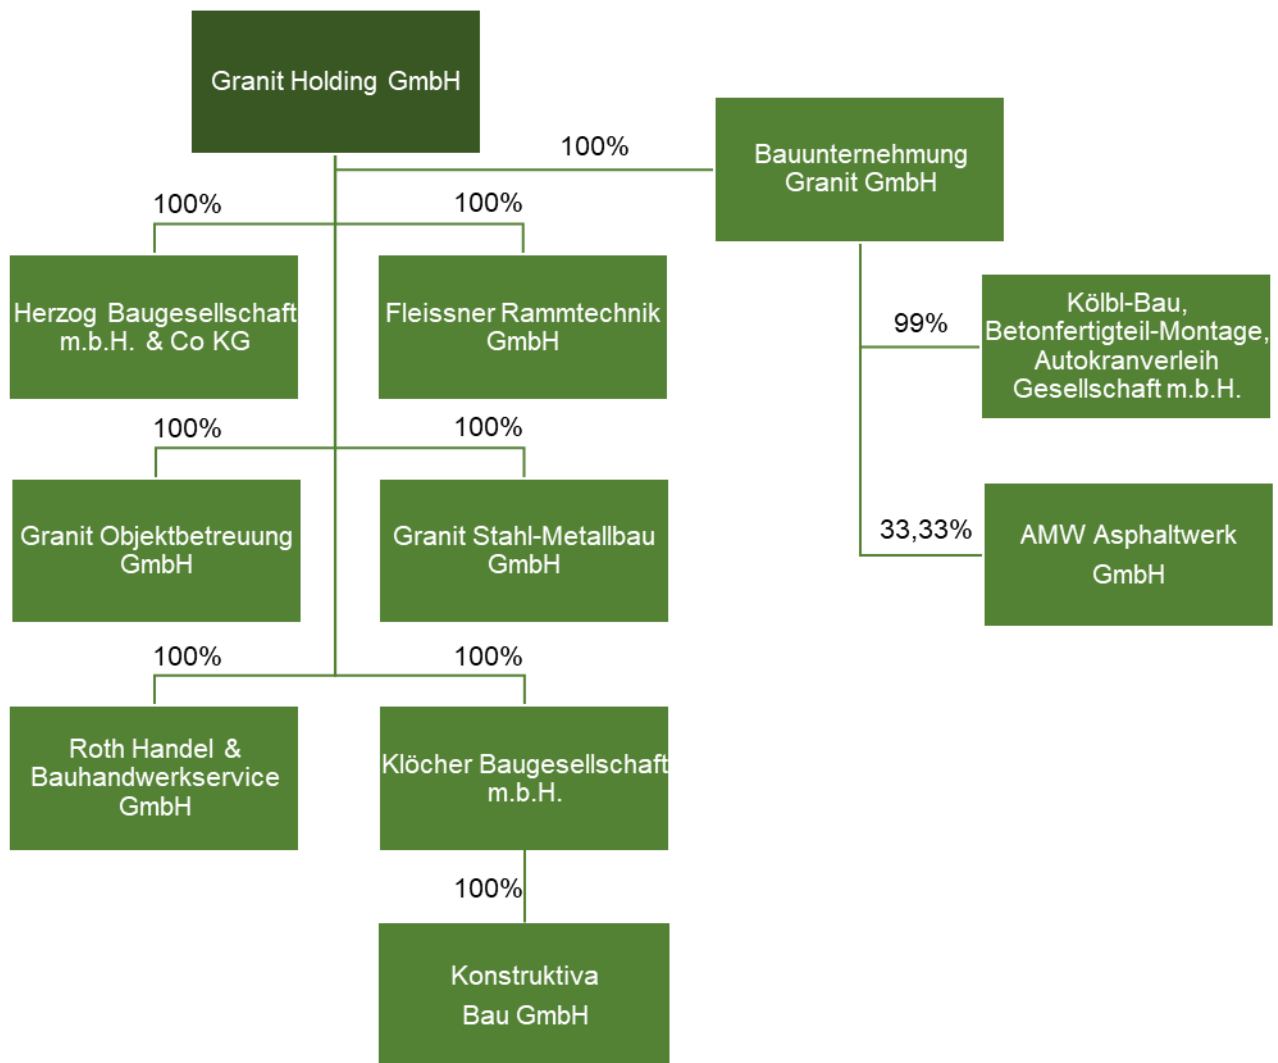 Granit Holding GmbH
100%
Bauunternehmung
Granit GmbH
100%
100%
Herzog Baugesellschaft
m.b.H. & Co KG
Fleissner Rammtechnik
GmbH
99%
Kölbl-Bau,
Betonfertigteil-Montage,
Autokranverleih
Gesellschaft m.b.H.
100%
100%
Granit Objektbetreuung
GmbH
Granit Stahl-Metallbau
GmbH
33,33%
AMW Asphaltwerk
GmbH
100%
100%
Roth Handel &
Bauhandwerkservice
GmbH
Klöcher Baugesellschaft
m.b.H.
100%
Konstruktiva
Bau GmbH